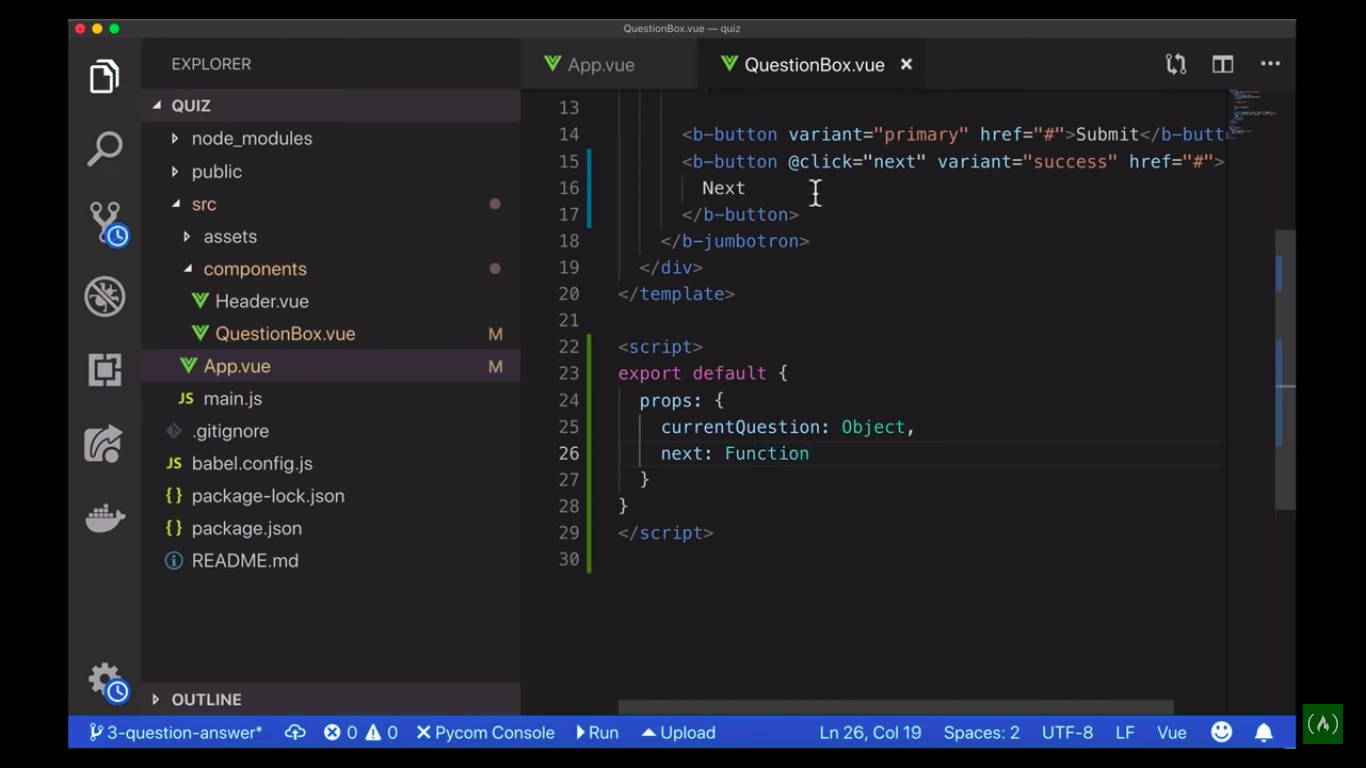 QuestionBox.vue — quiz
EXPLORER
App.vue
QuestionBox.vue ×
QUIZ
node_modules
public
src
assets
components
Header.vue
QuestionBox.vue M
App.vue M
JS main.js
.gitignore
JS babel.config.js
{} package-lock.json
{} package.json
README.md
OUTLINE
13
14 <b-button variant="primary" href="#">Submit</b-butt
15 <b-button @click="next" variant="success" href="#">
16 Next
17 </b-button>
18 </b-jumbotron>
19 </div>
20 </template>
21
22 <script>
23 export default {
24 props: {
25 currentQuestion: Object,
26 next: Function
27 }
28 }
29 </script>
30
3-question-answer* 0 0 Pycom Console Run Upload Ln 26, Col 19 Spaces: 2 UTF-8 LF Vue